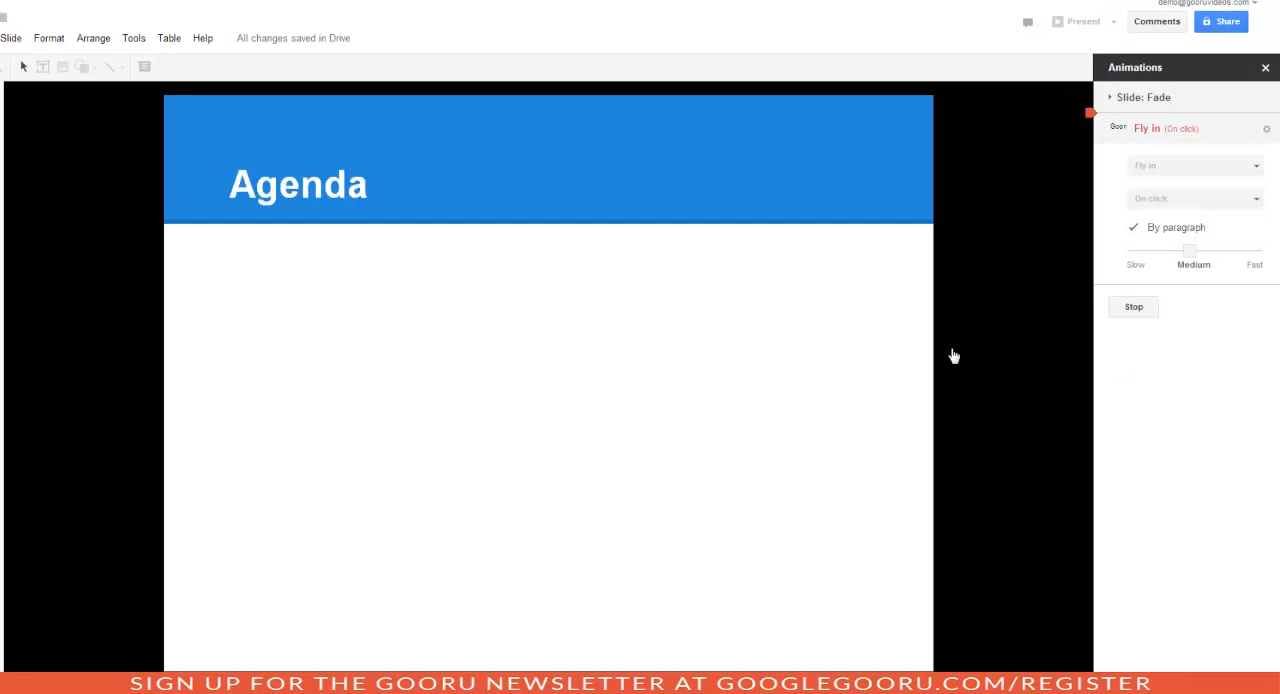 demo@gooruvideos.com
Present
Comments
Share
Slide Format Arrange Tools Table Help All changes saved in Drive
Animations
Slide: Fade
Goor Fly in (On click)
Fly in
On click
By paragraph
Slow Medium Fast
Stop
Agenda
SIGN UP FOR THE GOORU NEWSLETTER AT GOOGLEGOORU.COM/REGISTER